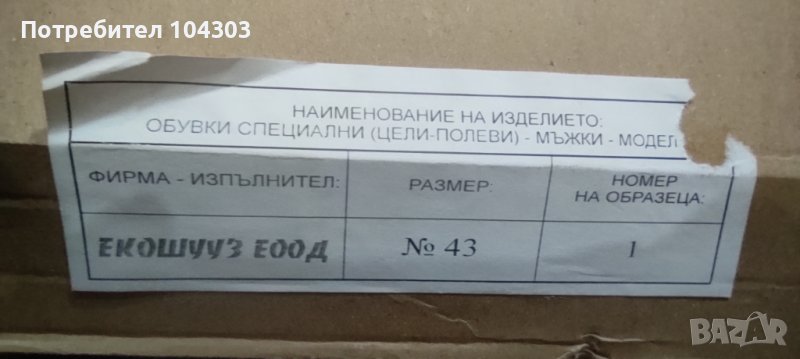 Потребител 104303
НАИМЕНОВАНИЕ НА ИЗДЕЛИЕТО:
ОБУВКИ СПЕЦИАЛНИ (ЦЕЛИ-ПОЛЕВИ) - МЪЖКИ - МОДЕЛ
ФИРМА - ИЗПЪЛНИТЕЛ:
РАЗМЕР:
НОМЕР
НА ОБРАЗЕЦА:
ЕКОШУУЗ ЕООД
№ 43
1
BAZAR